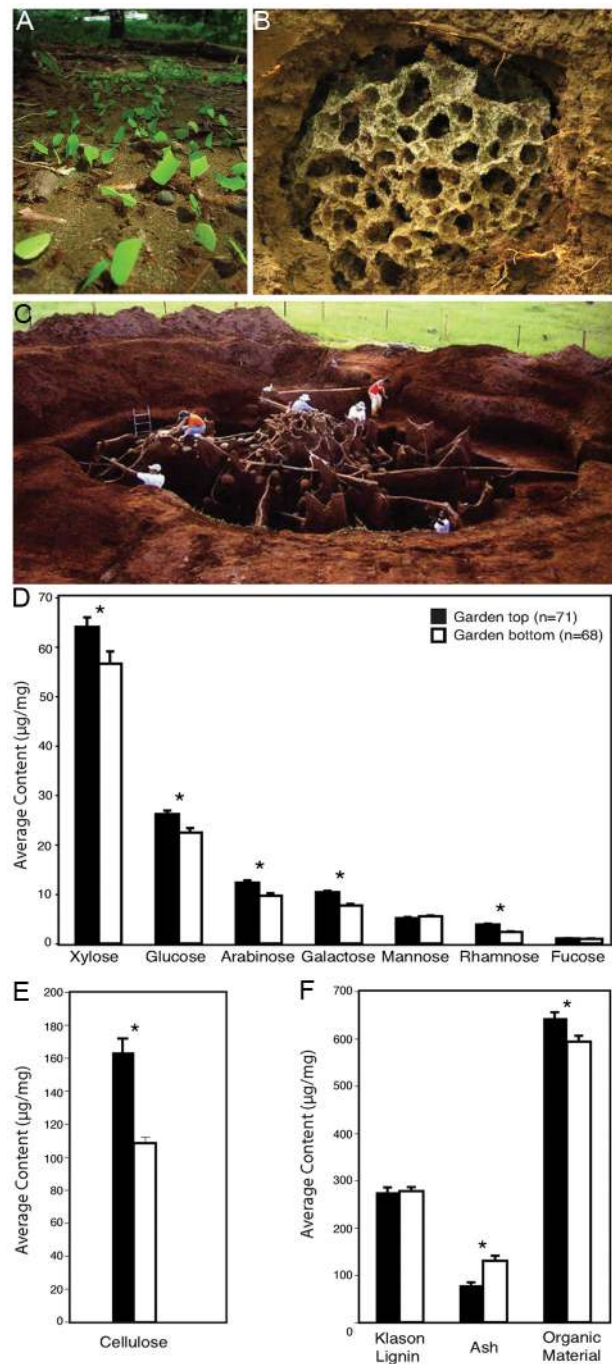 A
B
C
D
70
60
50
40
30
20
10
0
Average Content (µg/mg)
Garden top (n=71)
Garden bottom (n=68)
*
*
*
*
*
Xylose Glucose Arabinose Galactose Mannose Rhamnose Fucose
E
200
180
160
140
120
100
80
60
40
20
0
Average Content (µg/mg)
*
Cellulose
F
700
600
500
400
300
200
100
0
Average Content (µg/mg)
*
*
Klason Ash Organic
Lignin Material